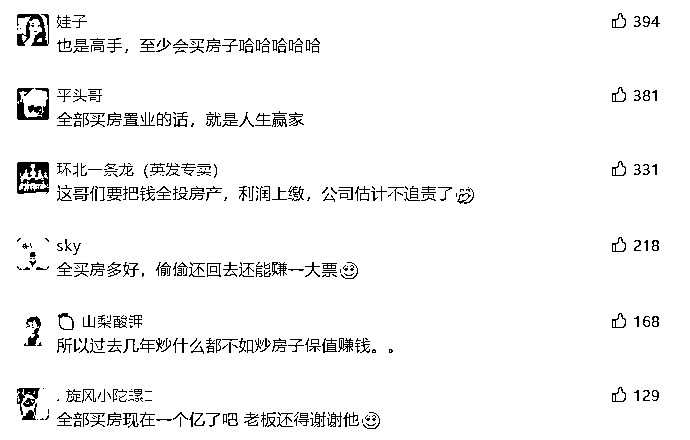 娃子
394
也是高手，至少会买房子哈哈哈哈哈
平头哥
381
全部买房置业的话，就是人生赢家
环北一条龙（英发专卖）
331
这哥们要把钱全投房产，利润上缴，公司估计不追责了
sky
218
全买房多好，偷偷还回去还能赚一大票
山梨酸钾
168
所以过去几年炒什么都不如炒房子保值赚钱。。
旋风小陀螺
129
全部买房现在一个亿了吧 老板还得谢谢他